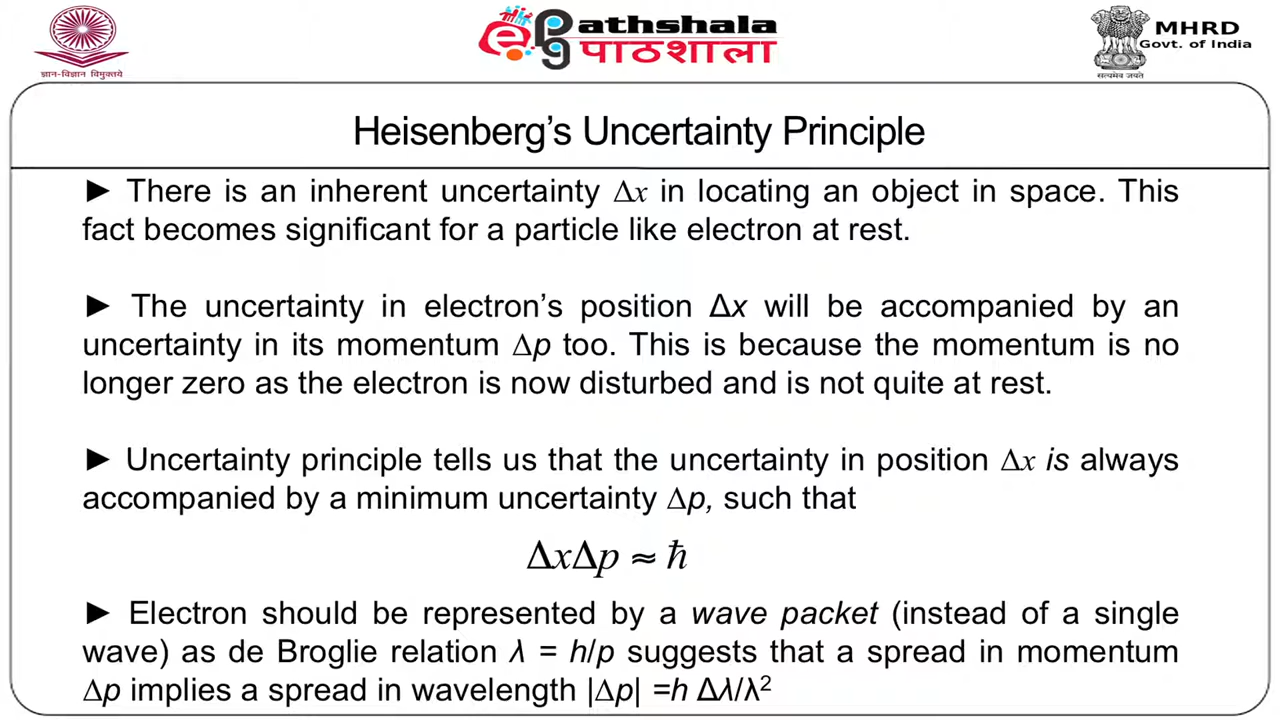 ज्ञान-विज्ञान विमुक्तये
ePG athshala
पाठशाला
MHRD
Govt. of India
सत्यमेव जयते
Heisenberg’s Uncertainty Principle
► There is an inherent uncertainty Δx in locating an object in space. This
fact becomes significant for a particle like electron at rest.
► The uncertainty in electron’s position Δx will be accompanied by an
uncertainty in its momentum Δp too. This is because the momentum is no
longer zero as the electron is now disturbed and is not quite at rest.
► Uncertainty principle tells us that the uncertainty in position Δx is always
accompanied by a minimum uncertainty Δp, such that
ΔxΔp ≈ ħ
► Electron should be represented by a wave packet (instead of a single
wave) as de Broglie relation λ = h/p suggests that a spread in momentum
Δp implies a spread in wavelength |Δp| =h Δλ/λ²